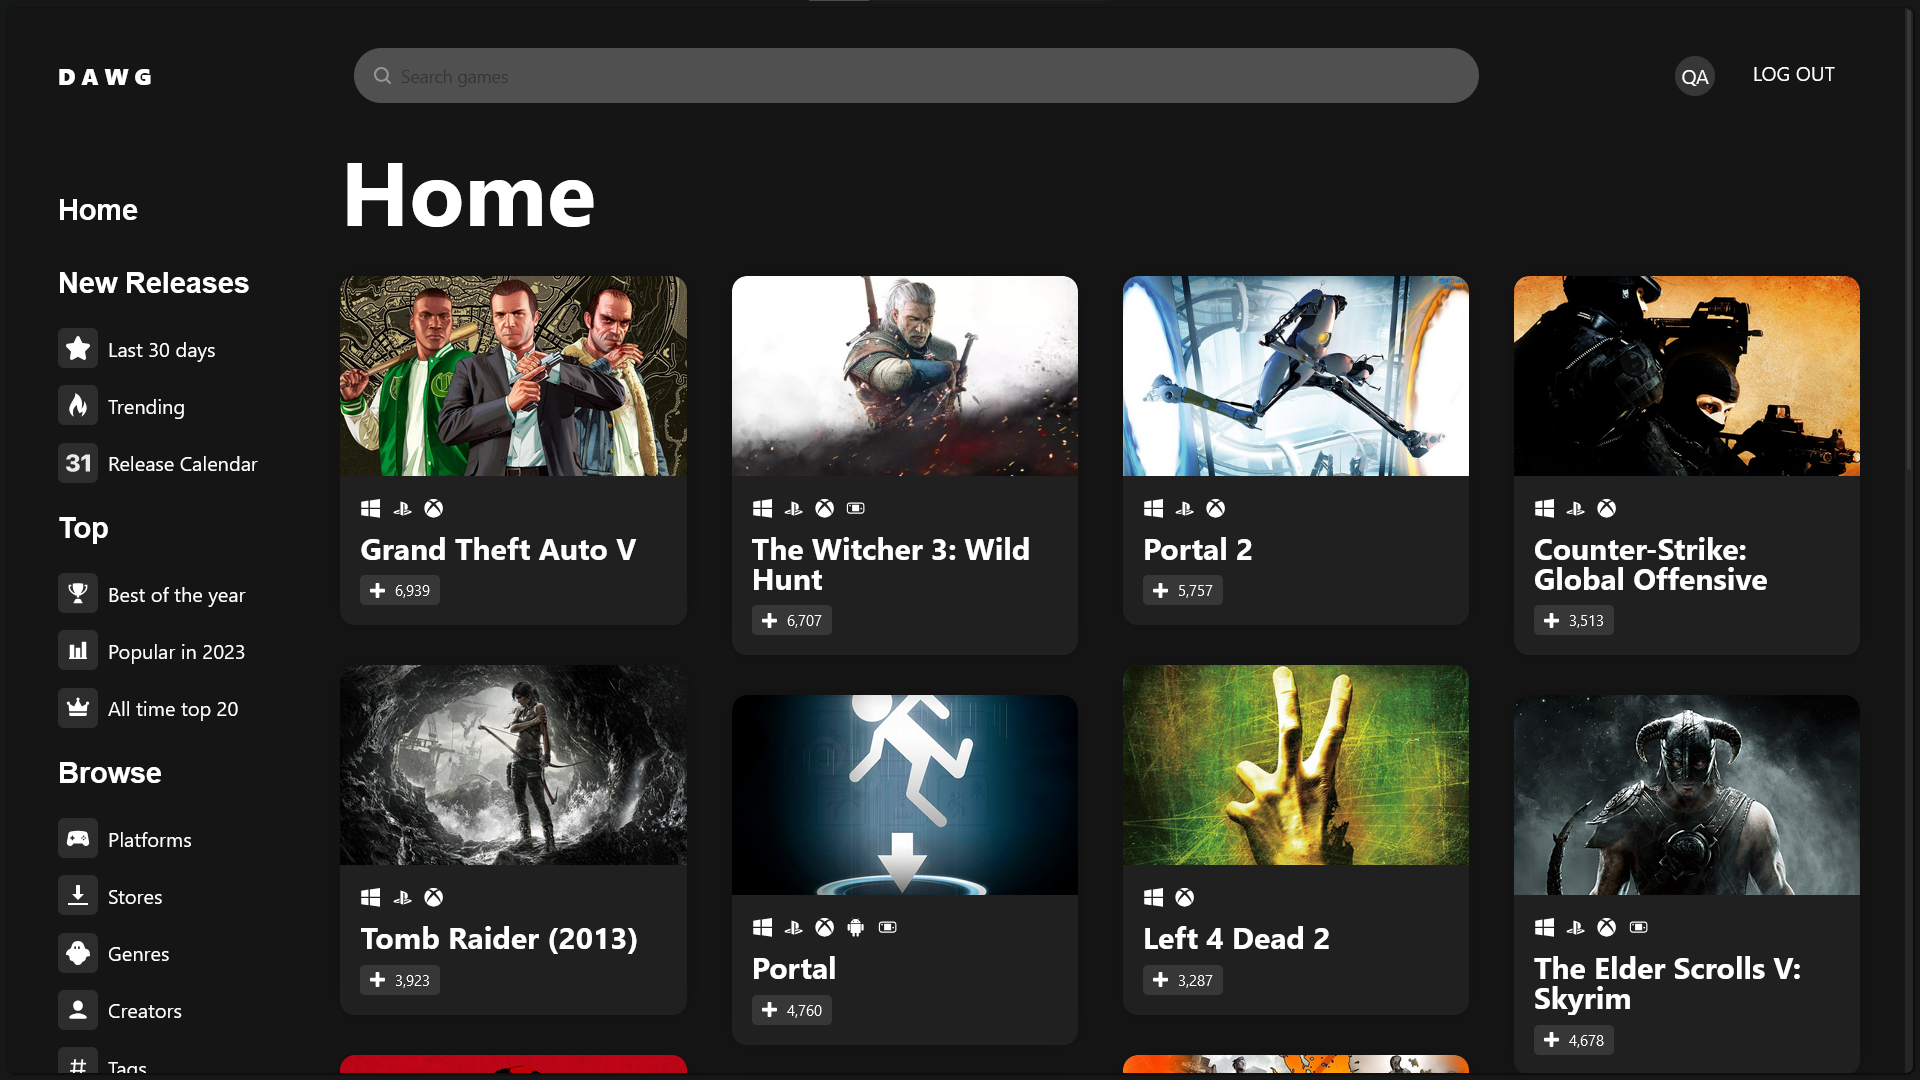 DAWG
Search games
QA
LOG OUT
Home
Home
New Releases
Last 30 days
Trending
31
Release Calendar
Top
Best of the year
Popular in 2023
All time top 20
Browse
Platforms
Stores
Genres
Creators
Tags
Grand Theft Auto V
6,939
The Witcher 3: Wild
Hunt
6,707
Portal 2
5,757
Counter-Strike:
Global Offensive
3,513
Tomb Raider (2013)
3,923
Portal
4,760
Left 4 Dead 2
3,287
The Elder Scrolls V:
Skyrim
4,678